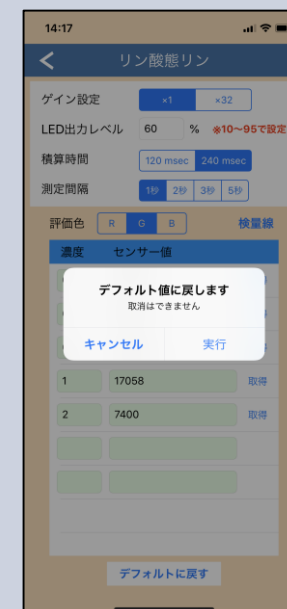 14:17
リン酸態リン
ゲイン設定 ×1 ×32
LED出力レベル 60 % ※10~95で設定
積算時間 120 msec 240 msec
測定間隔 1秒 2秒 3秒 5秒
評価色 R G B 検量線
濃度 センサー値
デフォルト値に戻します
取消はできません
キャンセル 実行
1 17058 取得
2 7400 取得
デフォルトに戻す